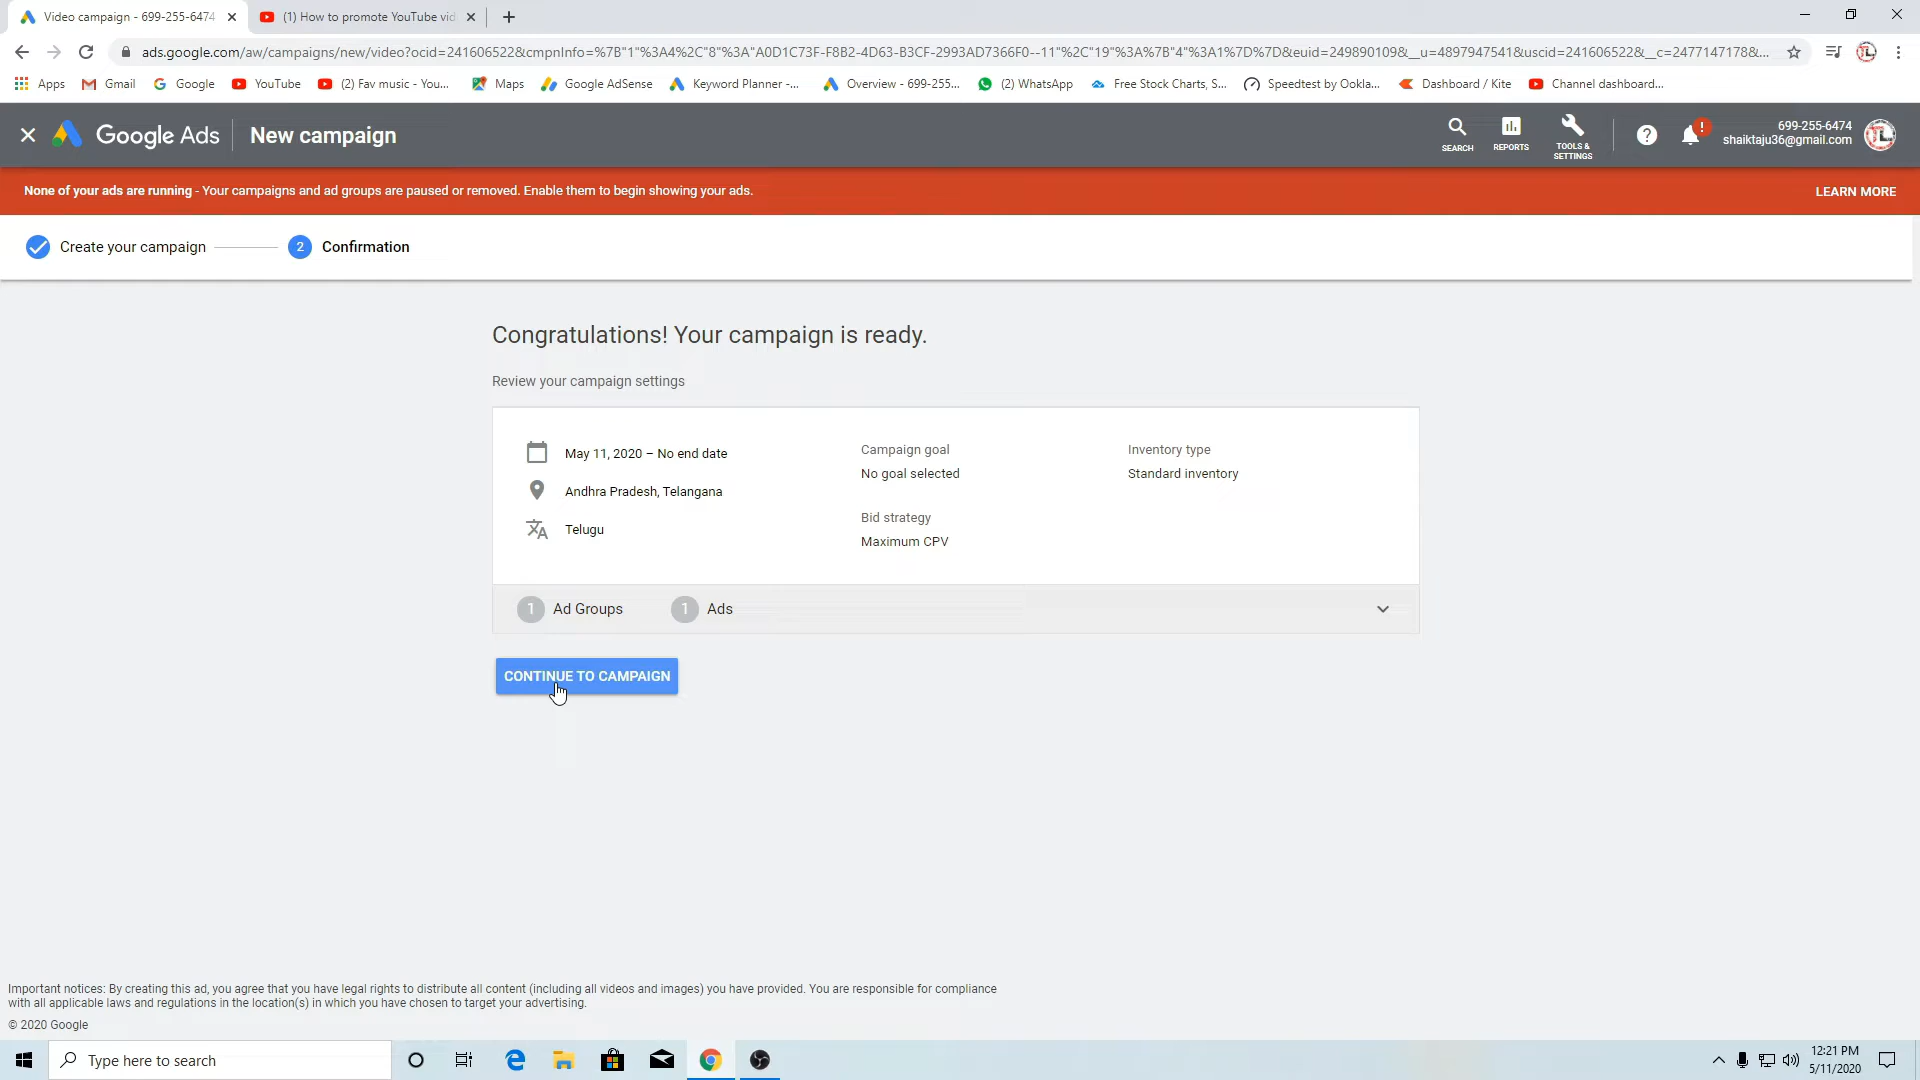 Video campaign - 699-255-6474
(1) How to promote YouTube vid
ads.google.com/aw/campaigns/new/video?ocid=241606522&cmpnInfo=%7B"1"%3A4%2C"8"%3A"A0D1C73F-F8B2-4D63-B3CF-2993AD7366F0--11"%2C"19"%3A%7B"4"%3A1%7D%7D&euid=249890109&__u=4897947541&uscid=241606522&__c=2477147178&...
Apps
Gmail
Google
YouTube
(2) Fav music - You...
Maps
Google AdSense
Keyword Planner -...
Overview - 699-255...
(2) WhatsApp
Free Stock Charts, S...
Speedtest by Ookla...
Dashboard / Kite
Channel dashboard...
Google Ads
New campaign
SEARCH
REPORTS
TOOLS &
SETTINGS
?
!
699-255-6474
shaiktaju36@gmail.com
TL
None of your ads are running - Your campaigns and ad groups are paused or removed. Enable them to begin showing your ads.
LEARN MORE
Create your campaign
2
Confirmation
Congratulations! Your campaign is ready.
Review your campaign settings
May 11, 2020 – No end date
Andhra Pradesh, Telangana
Telugu
Campaign goal
No goal selected
Bid strategy
Maximum CPV
Inventory type
Standard inventory
1 Ad Groups
1 Ads
CONTINUE TO CAMPAIGN
Important notices: By creating this ad, you agree that you have legal rights to distribute all content (including all videos and images) you have provided. You are responsible for compliance
with all applicable laws and regulations in the location(s) in which you have chosen to target your advertising.
© 2020 Google
Type here to search
12:21 PM
5/11/2020